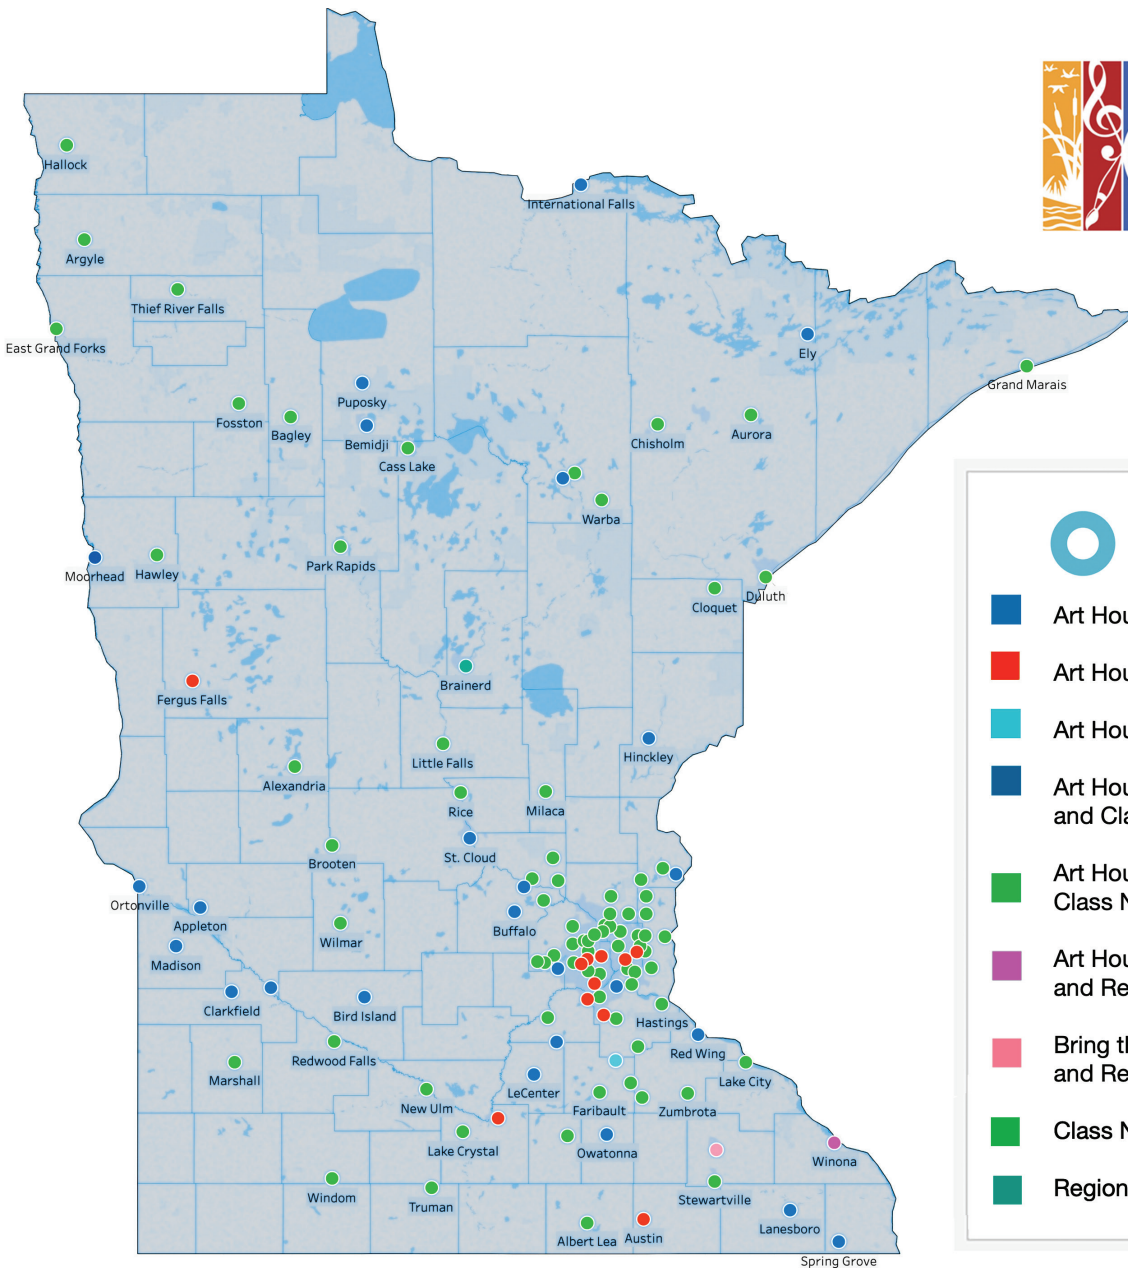 Hallock
International Falls
Argyle
Thief River Falls
East Grand Forks
Ely
Grand Marais
Puposky
Fosston
Bagley
Bemidji
Chisholm
Aurora
Cass Lake
Warba
Park Rapids
Moorhead
Hawley
Duluth
Cloquet
Brainerd
Fergus Falls
Hinckley
Little Falls
Alexandria
Rice
Milaca
St. Cloud
Brooten
Ortonville
Appleton
Buffalo
Wilmar
Madison
Clarkfield
Bird Island
Hastings
Redwood Falls
Red Wing
Marshall
Lake City
LeCenter
New Ulm
Faribault
Zumbrota
Lake Crystal
Owatonna
Winona
Windom
Truman
Stewartville
Lanesboro
Albert Lea
Austin
Spring Grove
Art Hou
Art Hou
Art Hou
Art Hou
and Cla
Art Hou
Class N
Art Hou
and Re
Bring th
and Re
Class N
Region